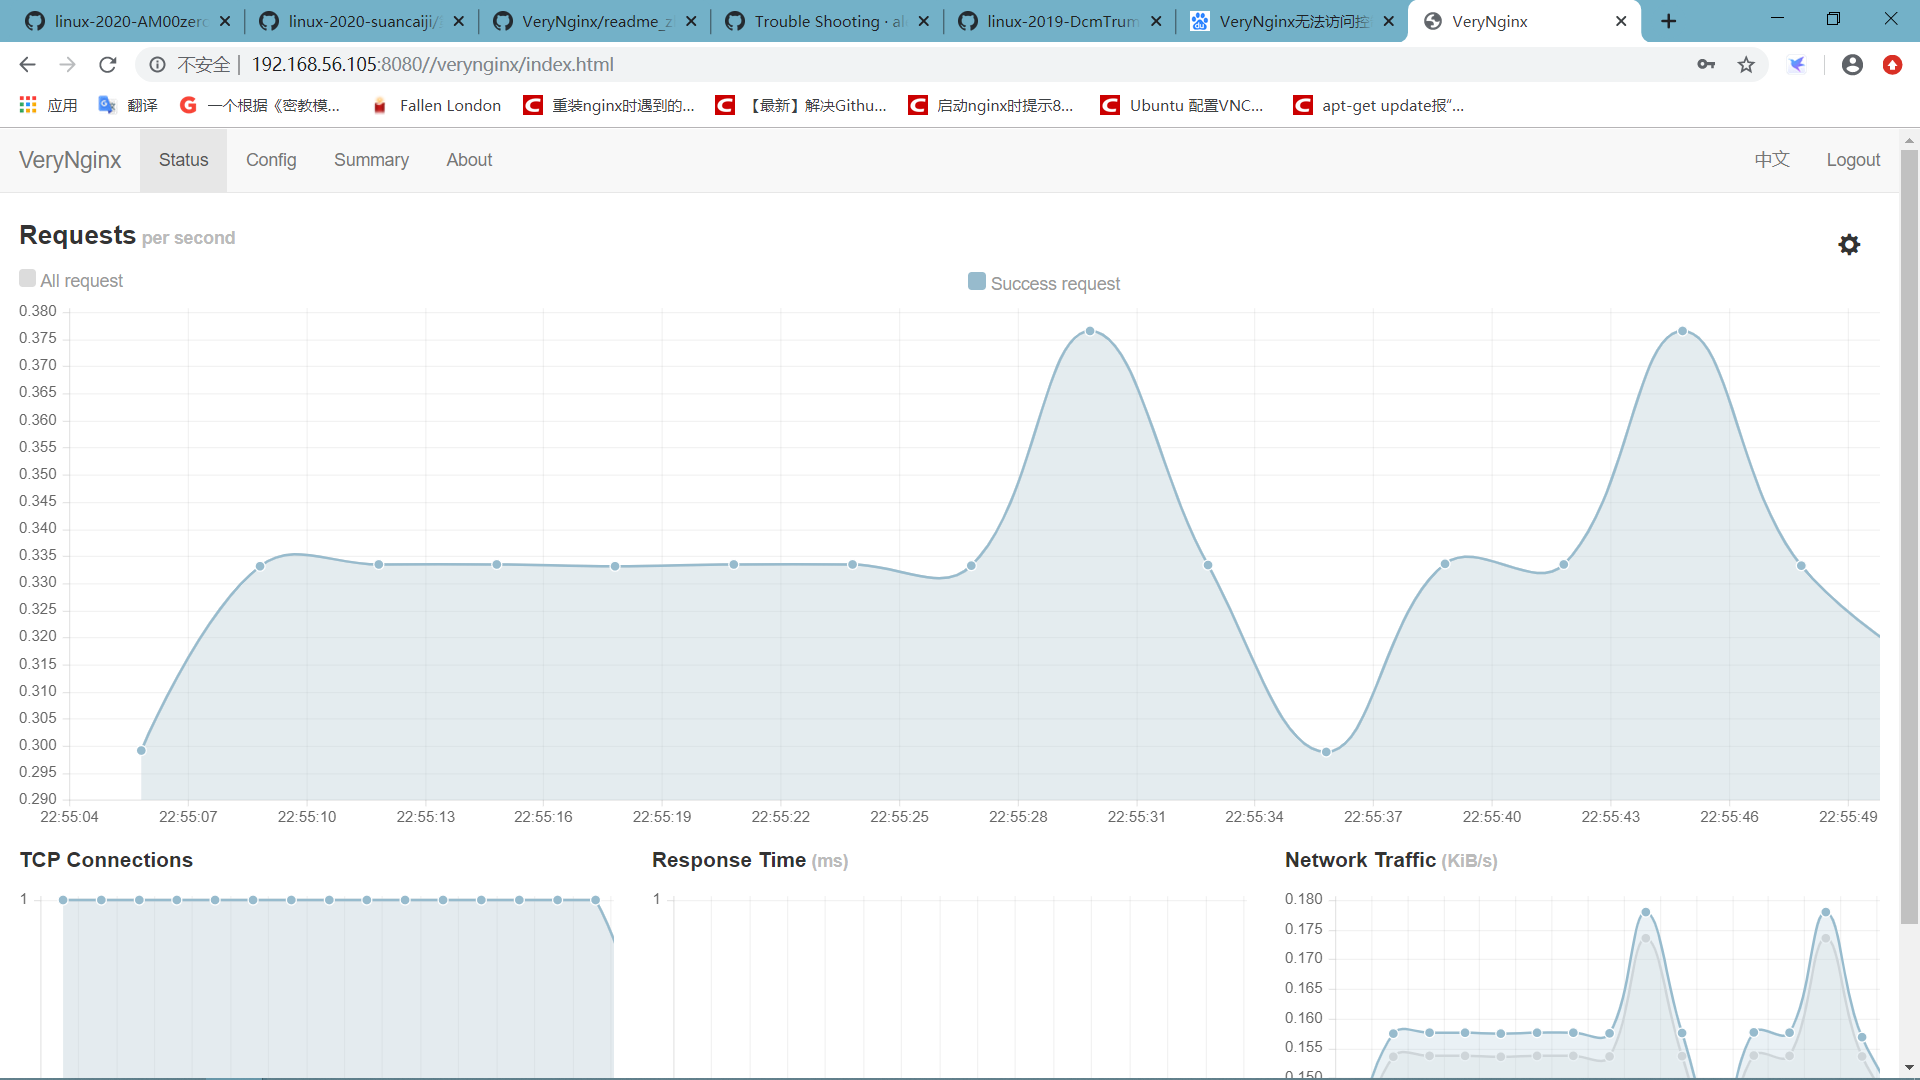 linux-2020-AM00zero
linux-2020-suancaiji/
VeryNginx/readme_z
Trouble Shooting · al
linux-2019-DcmTrum
VeryNginx无法访问控
VeryNginx
不安全 | 192.168.56.105:8080//verynginx/index.html
应用 翻译 一个根据《密教模... Fallen London 重装nginx时遇到的... 【最新】解决Githu... 启动nginx时提示8... Ubuntu 配置VNC... apt-get update报“...
VeryNginx Status Config Summary About 中文 Logout
Requests per second
All request Success request
0.380
0.375
0.370
0.365
0.360
0.355
0.350
0.345
0.340
0.335
0.330
0.325
0.320
0.315
0.310
0.305
0.300
0.295
0.290
22:55:04 22:55:07 22:55:10 22:55:13 22:55:16 22:55:19 22:55:22 22:55:25 22:55:28 22:55:31 22:55:34 22:55:37 22:55:40 22:55:43 22:55:46 22:55:49
TCP Connections
1
Response Time (ms)
1
Network Traffic (KiB/s)
0.180
0.175
0.170
0.165
0.160
0.155
0.150